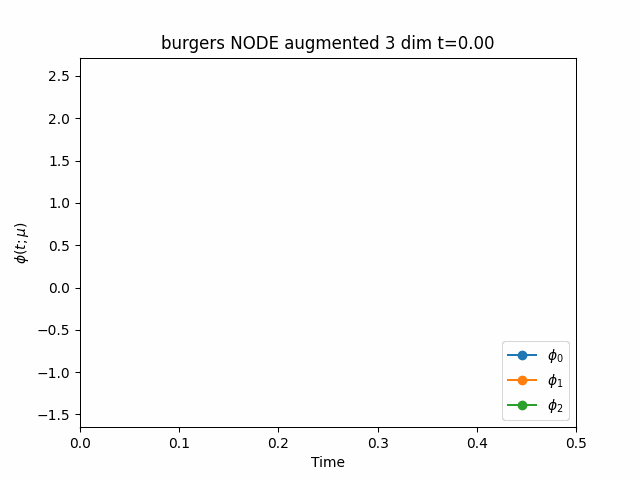 burgers NODE augmented 3 dim t=0.00
2.5
2.0
1.5
1.0
0.5
0.0
−0.5
−1.0
−1.5
ϕ(t; μ)
ϕ₀
ϕ₁
ϕ₂
0.0 0.1 0.2 0.3 0.4 0.5
Time